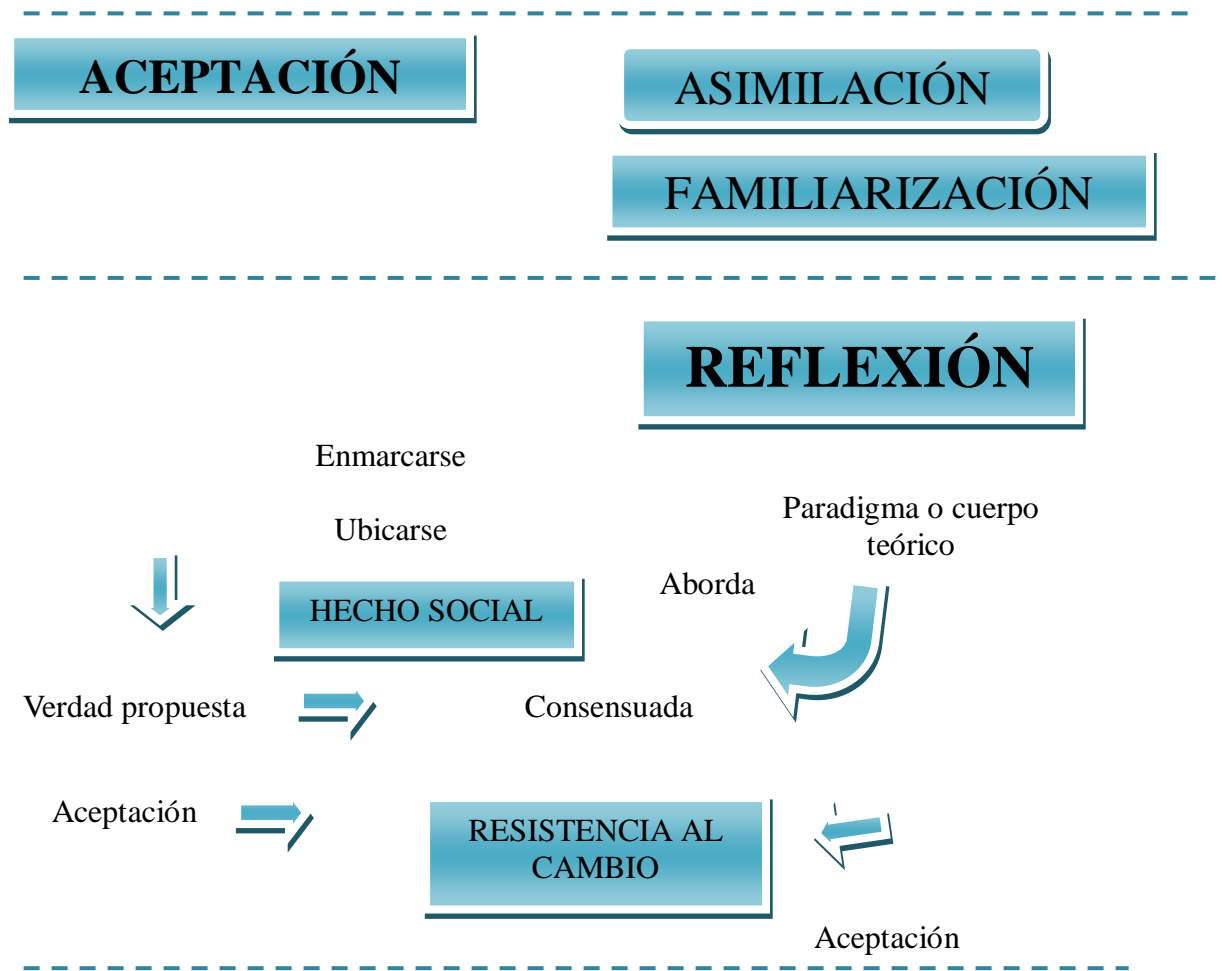 ACEPTACIÓN
ASIMILACIÓN
FAMILIARIZACIÓN
REFLEXIÓN
Enmarcarse
Ubicarse
Paradigma o cuerpo
teórico
Aborda
HECHO SOCIAL
Verdad propuesta
Consensuada
Aceptación
RESISTENCIA AL
CAMBIO
Aceptación